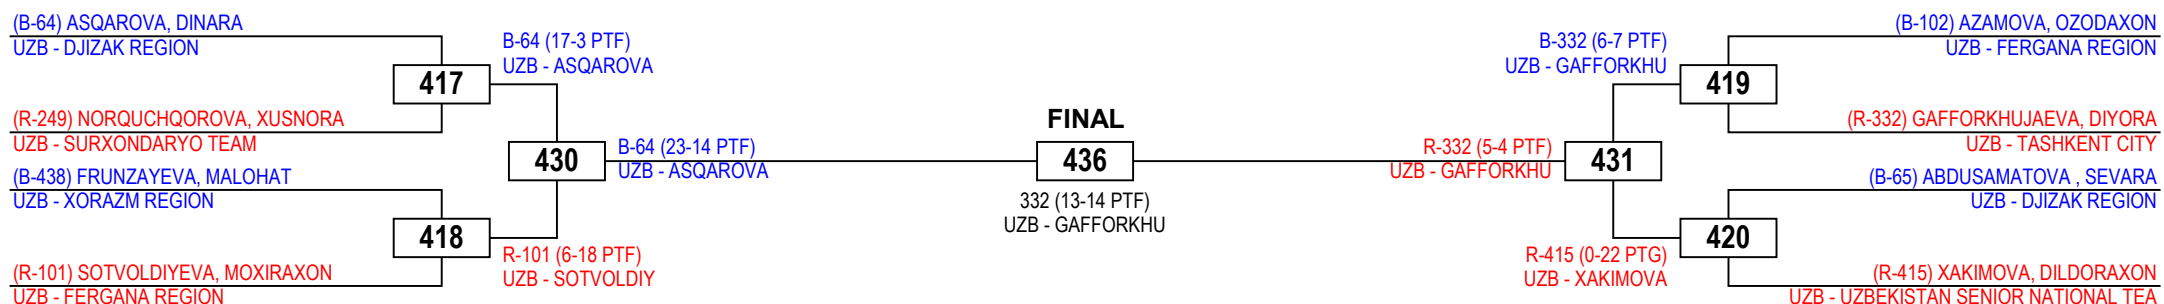 (B-64) ASQAROVA, DINARA
UZB - DJIZAK REGION
417
(R-249) NORQUCHQOROVA, XUSNORA
UZB - SURXONDARYO TEAM
(B-438) FRUNZAYEVA, MALOHAT
UZB - XORAZM REGION
418
(R-101) SOTVOLDIYEVA, MOXIRAXON
UZB - FERGANA REGION
B-64 (17-3 PTF)
UZB - ASQAROVA
430
R-101 (6-18 PTF)
UZB - SOTVOLDIY
B-64 (23-14 PTF)
UZB - ASQAROVA
FINAL
436
332 (13-14 PTF)
UZB - GAFFORKHU
R-332 (5-4 PTF)
UZB - GAFFORKHU
B-332 (6-7 PTF)
UZB - GAFFORKHU
431
R-415 (0-22 PTG)
UZB - XAKIMOVA
(B-102) AZAMOVA, OZODAXON
UZB - FERGANA REGION
419
(R-332) GAFFORKHUJAEVA, DIYORA
UZB - TASHKENT CITY
(B-65) ABDUSAMATOVA , SEVARA
UZB - DJIZAK REGION
420
(R-415) XAKIMOVA, DILDORAXON
UZB - UZBEKISTAN SENIOR NATIONAL TEA